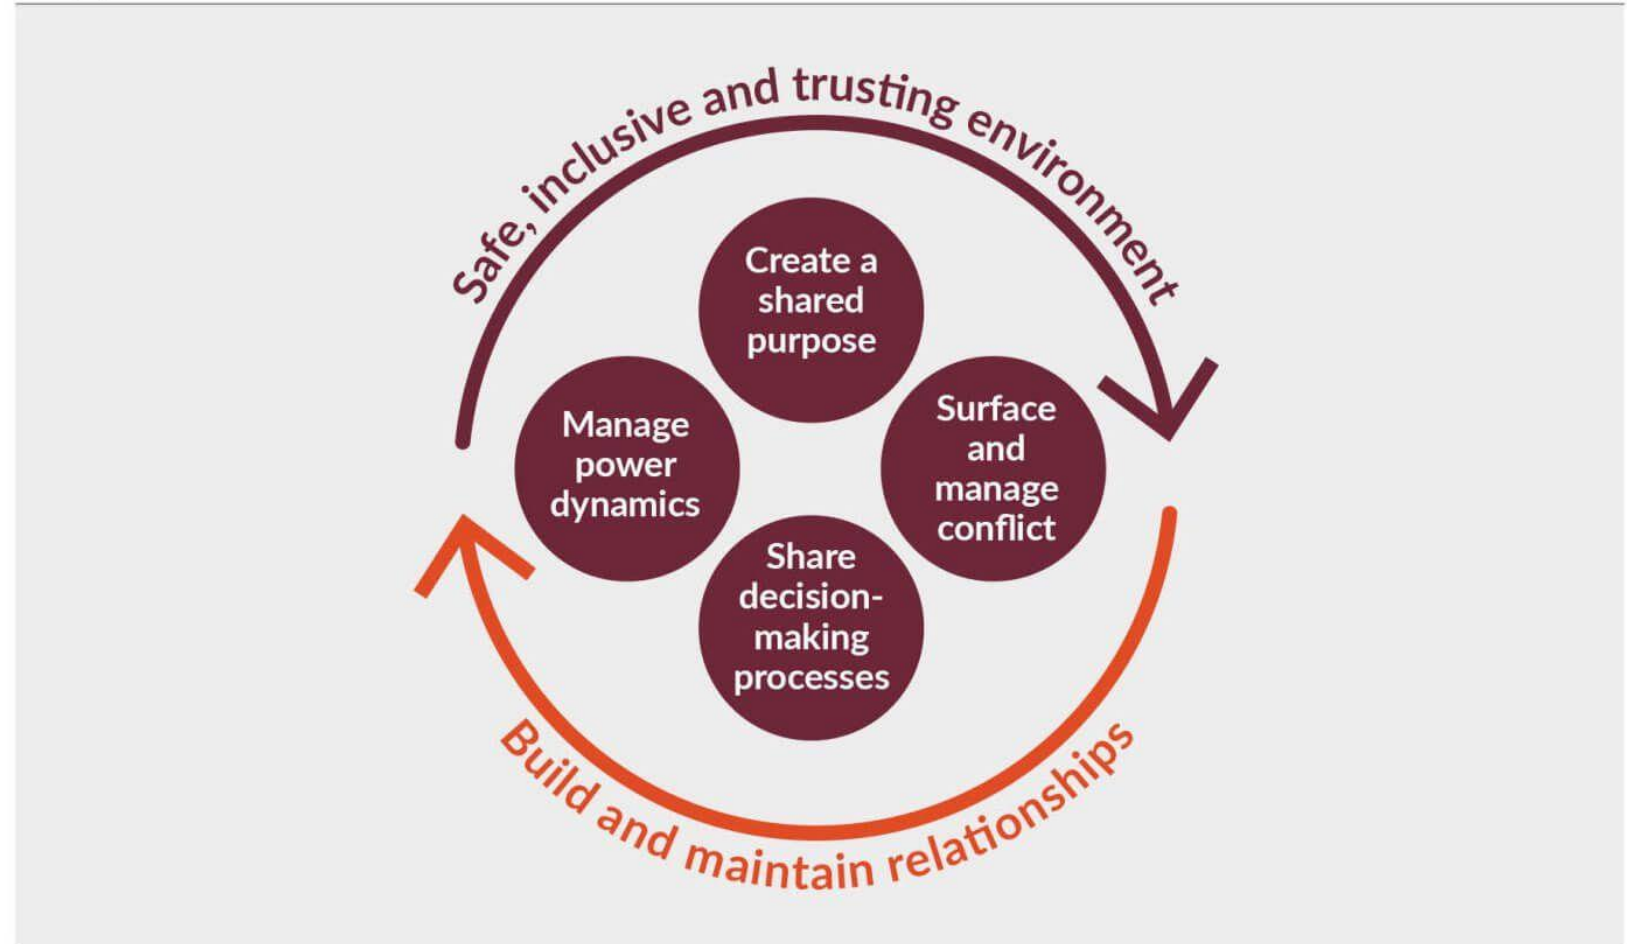 Safe, inclusive and trusting environment
Create a
shared
purpose
Manage
power
dynamics
Surface
and
manage
conflict
Share
decision-
making
processes
Build and maintain relationships